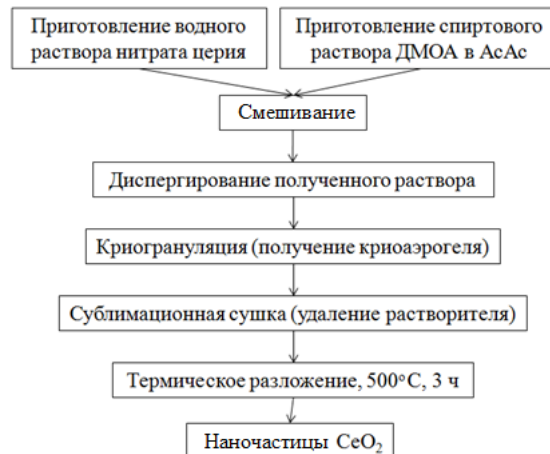 Приготовление водного
раствора нитрата церия
Приготовление спиртового
раствора ДМОА в АсАс
Смешивание
Диспергирование полученного раствора
Криогрануляция (получение криоаэрогеля)
Сублимационная сушка (удаление растворителя)
Термическое разложение, 500°С, 3 ч
Наночастицы CeO₂